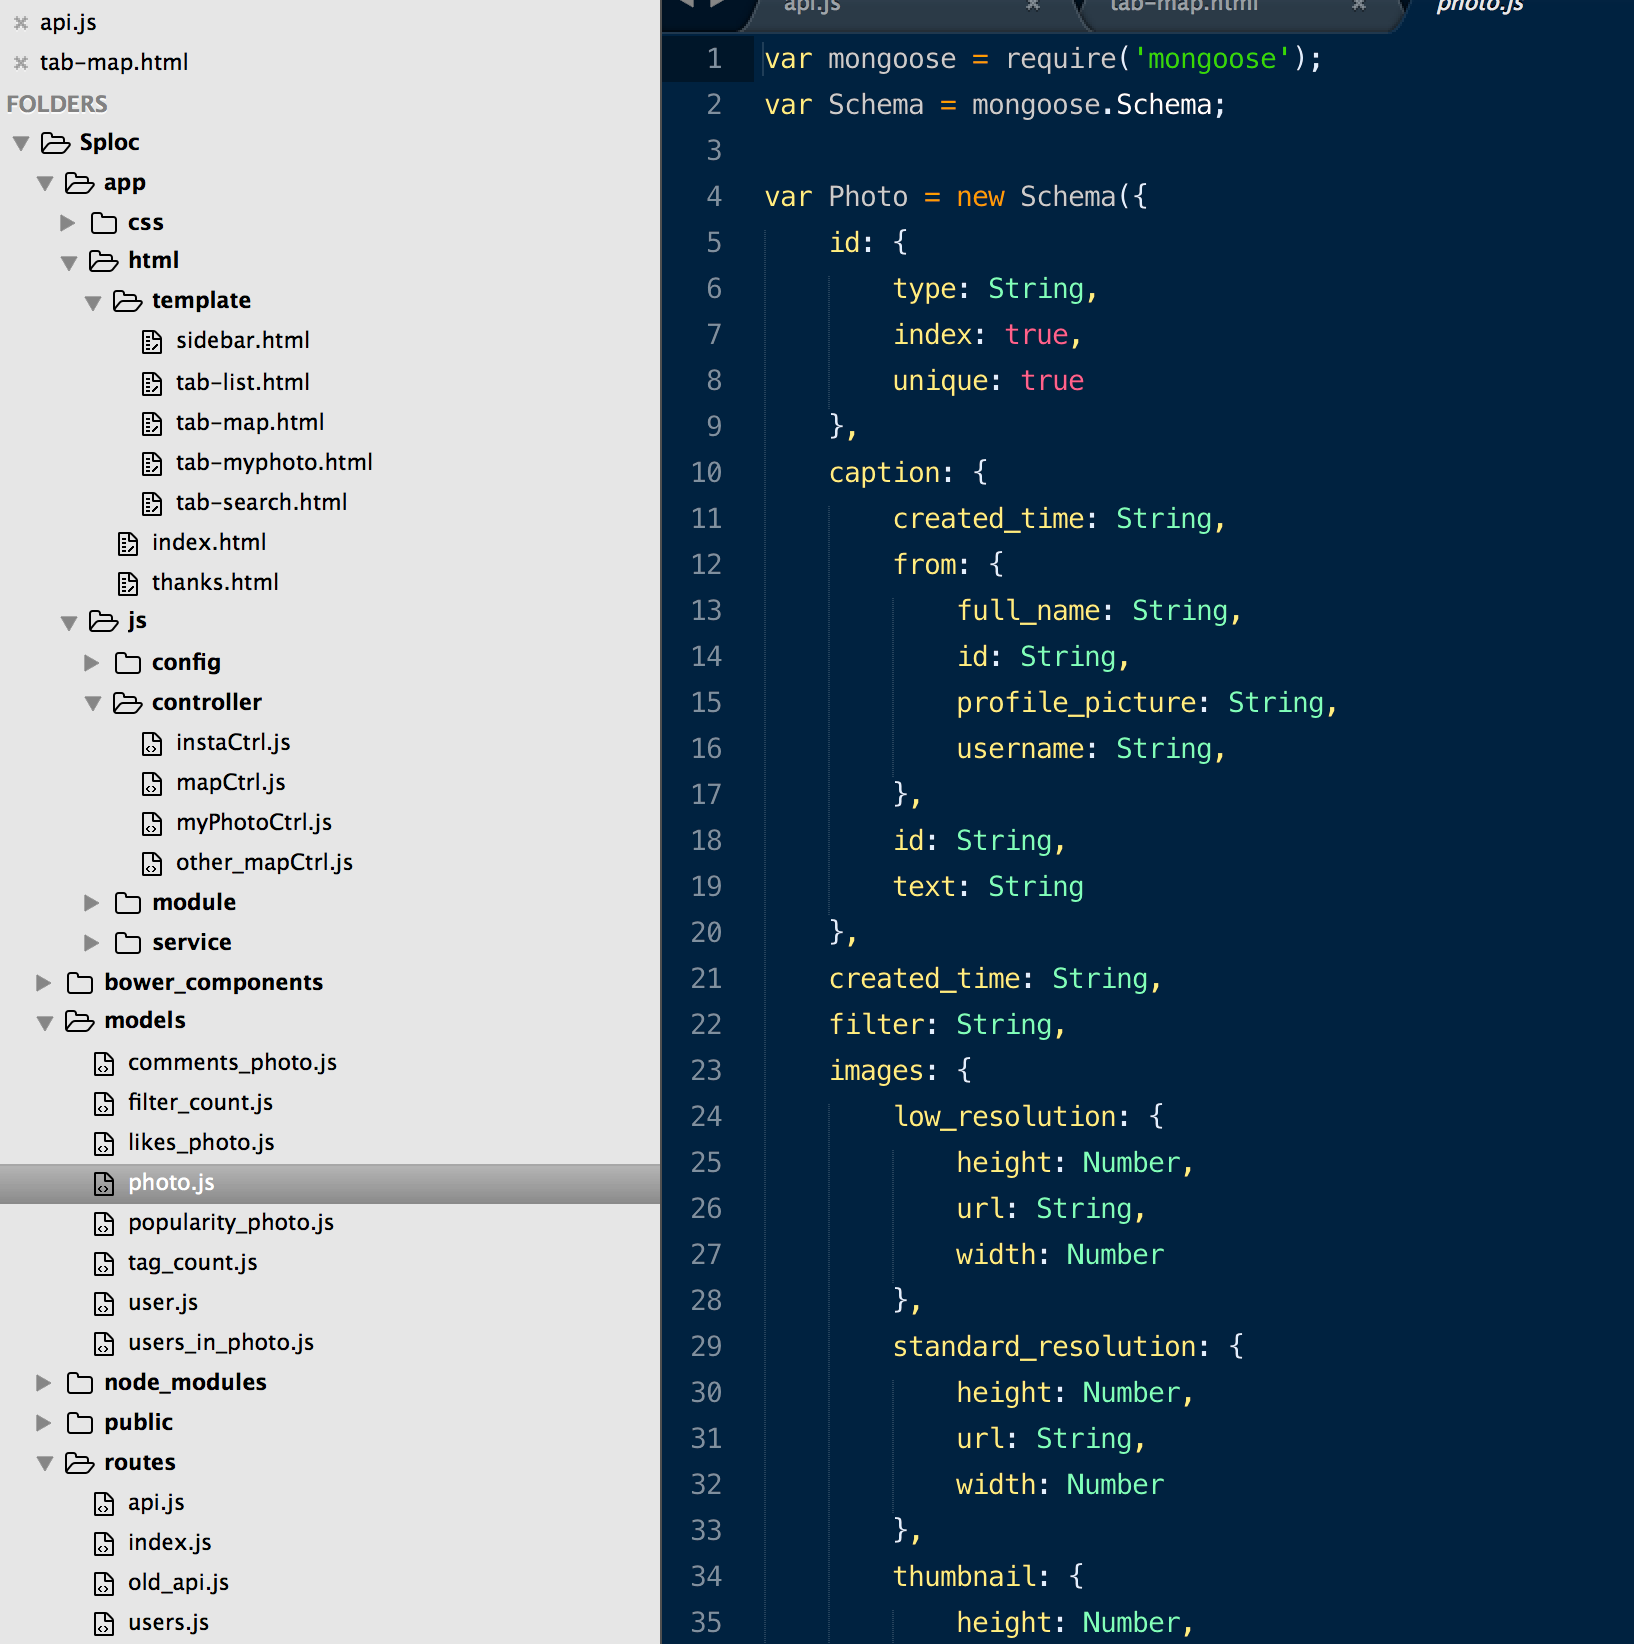 api.js
tab-map.html
FOLDERS
Sploc
app
css
html
template
sidebar.html
tab-list.html
tab-map.html
tab-myphoto.html
tab-search.html
index.html
thanks.html
js
config
controller
instaCtrl.js
mapCtrl.js
myPhotoCtrl.js
other_mapCtrl.js
module
service
bower_components
models
comments_photo.js
filter_count.js
likes_photo.js
photo.js
popularity_photo.js
tag_count.js
user.js
users_in_photo.js
node_modules
public
routes
api.js
index.js
old_api.js
users.js
api.js tab-map.html photo.js
1 var mongoose = require('mongoose');
2 var Schema = mongoose.Schema;
3
4 var Photo = new Schema({
5 id: {
6 type: String,
7 index: true,
8 unique: true
9 },
10 caption: {
11 created_time: String,
12 from: {
13 full_name: String,
14 id: String,
15 profile_picture: String,
16 username: String,
17 },
18 id: String,
19 text: String
20 },
21 created_time: String,
22 filter: String,
23 images: {
24 low_resolution: {
25 height: Number,
26 url: String,
27 width: Number
28 },
29 standard_resolution: {
30 height: Number,
31 url: String,
32 width: Number
33 },
34 thumbnail: {
35 height: Number,